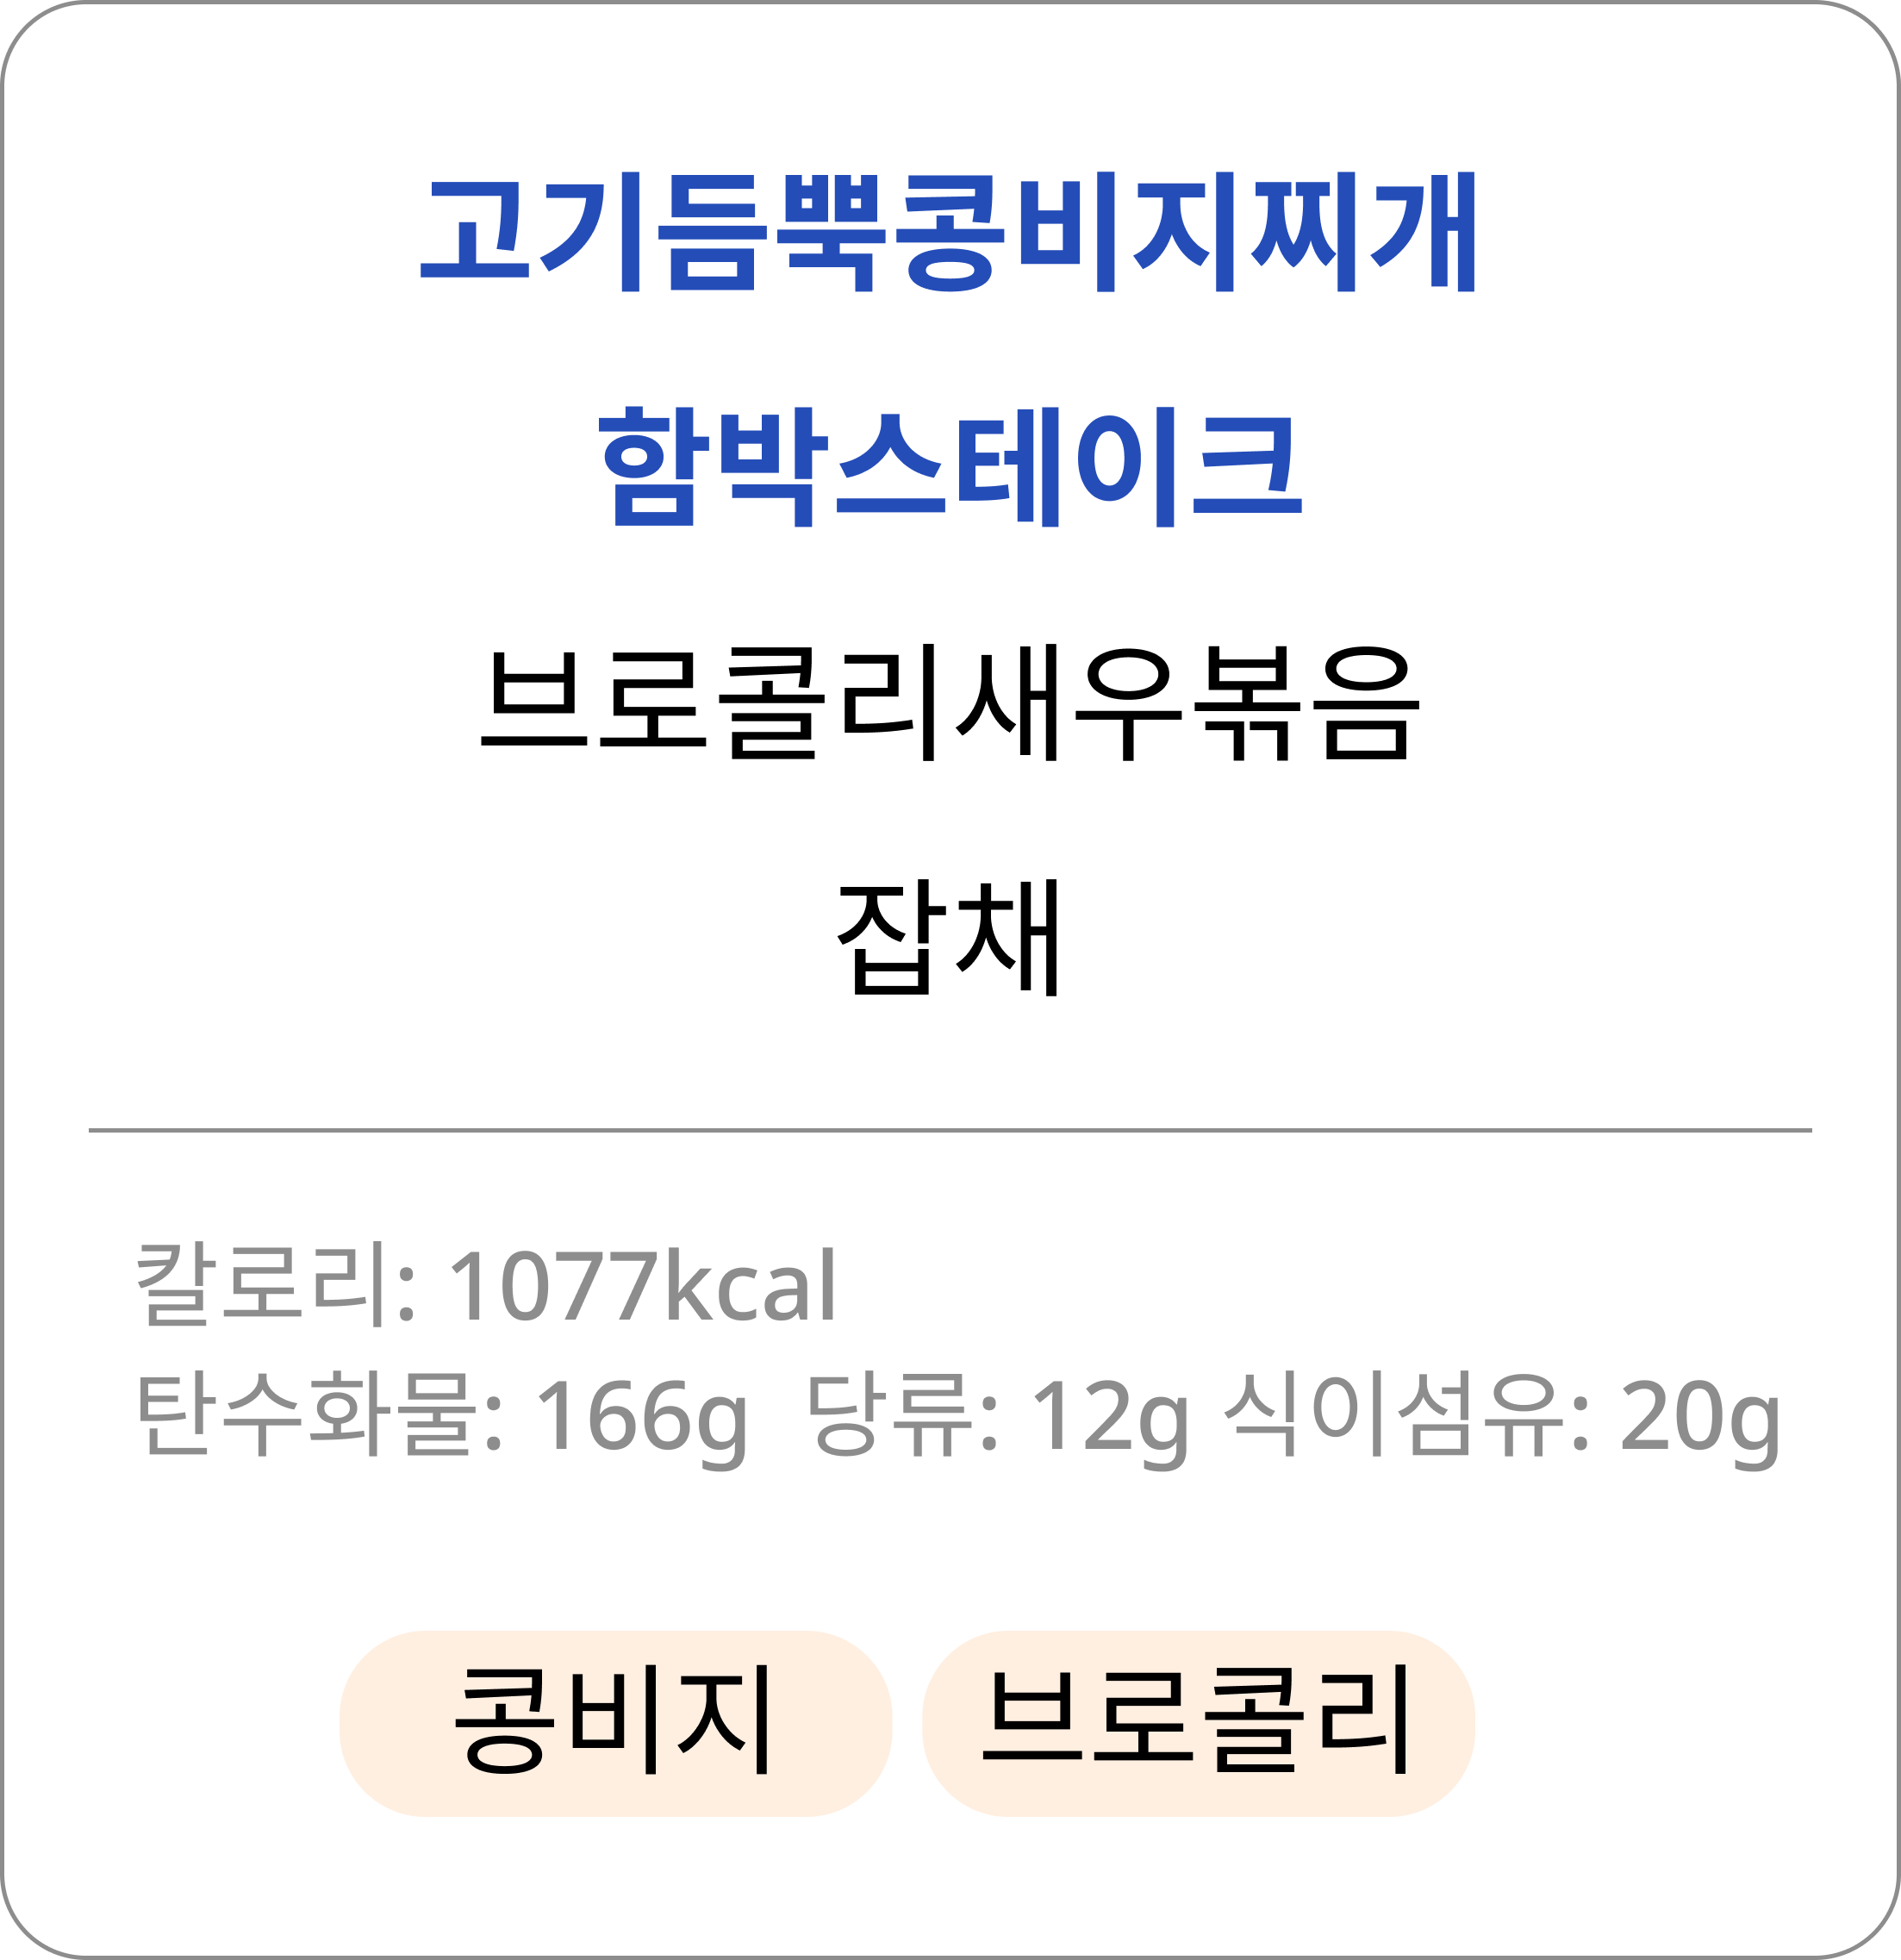 고기듬뿍콩비지찌개
함박스테이크
브로콜리새우볶음
잡채
칼로리: 1077kcal
탄수화물: 166g 당류: 12g 식이섬유: 20g
콩비지 브로콜리